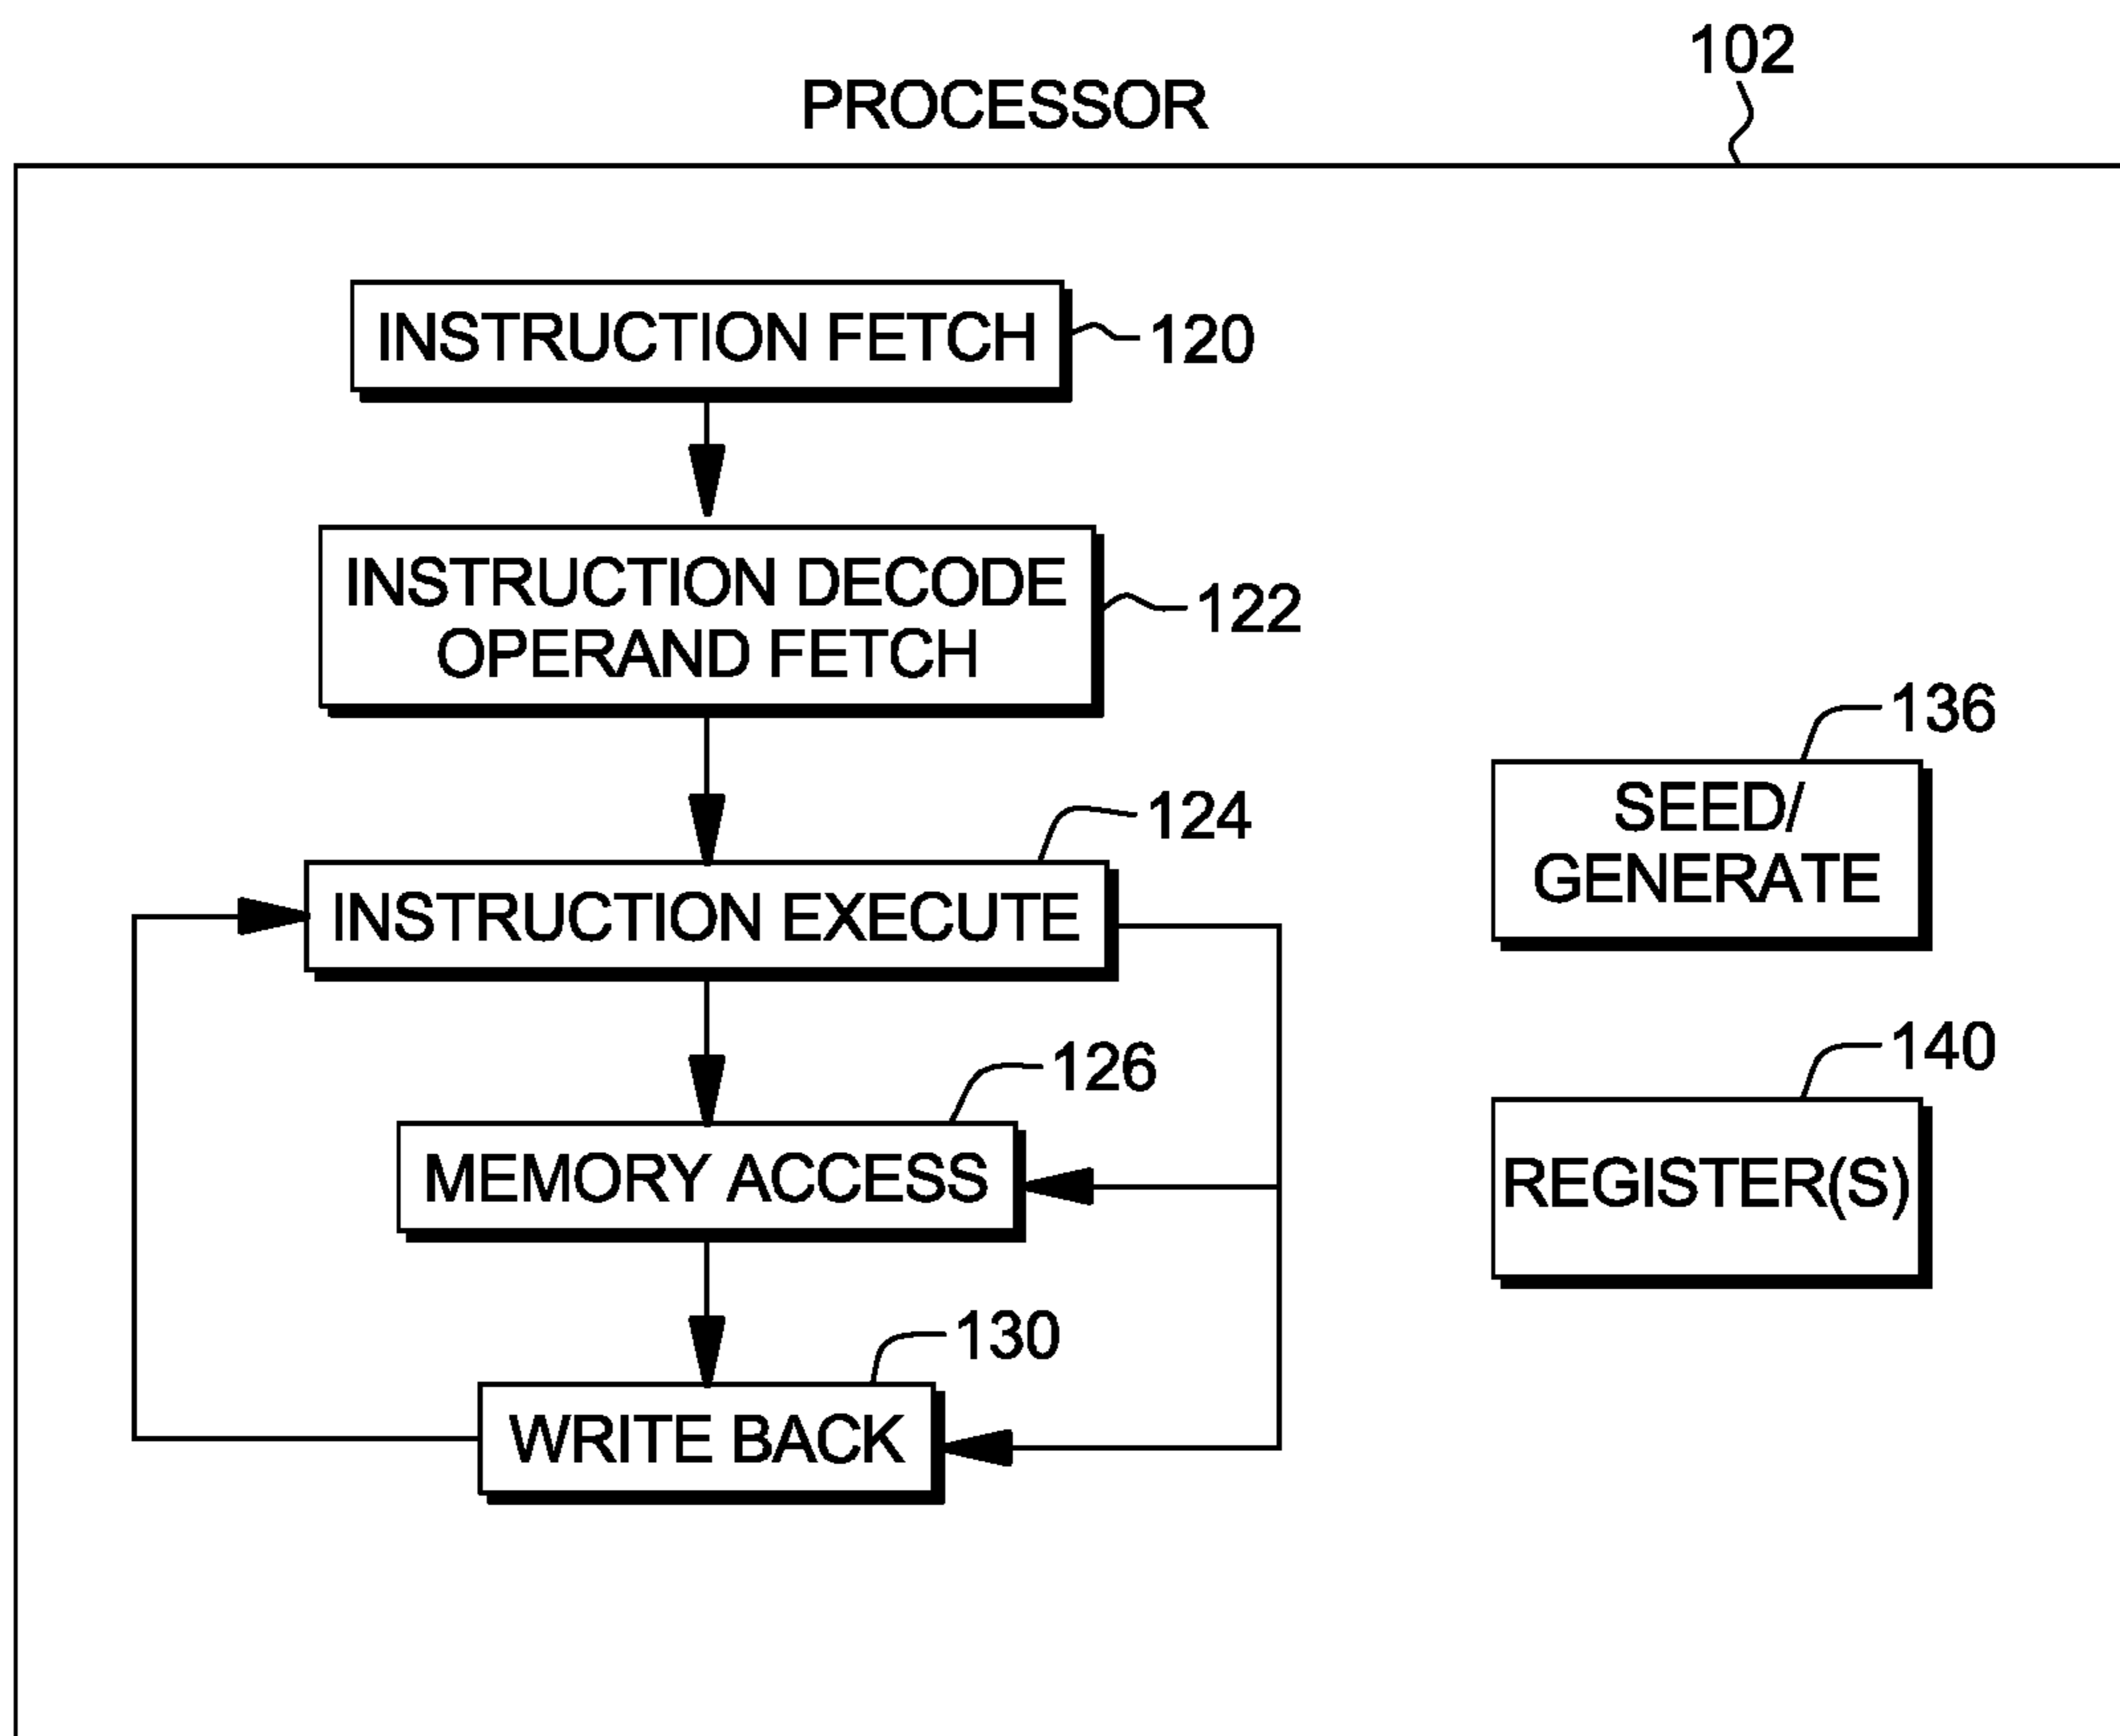 102
PROCESSOR
INSTRUCTION FETCH
120
INSTRUCTION DECODE
OPERAND FETCH
122
136
SEED/
GENERATE
124
INSTRUCTION EXECUTE
140
REGISTER(S)
126
MEMORY ACCESS
130
WRITE BACK